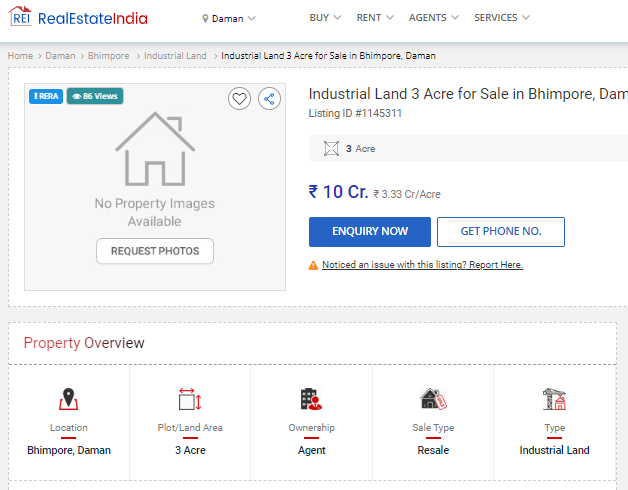 REI RealEstateIndia
Daman
BUY RENT AGENTS SERVICES
Home > Daman > Bhimpore > Industrial Land > Industrial Land 3 Acre for Sale in Bhimpore, Daman
RERA 86 Views
No Property Images
Available
REQUEST PHOTOS
Industrial Land 3 Acre for Sale in Bhimpore, Dam
Listing ID #1145311
3 Acre
₹ 10 Cr. ₹ 3.33 Cr/Acre
ENQUIRY NOW GET PHONE NO.
Noticed an issue with this listing? Report Here.
Property Overview
Location Plot/Land Area Ownership Sale Type Type
Bhimpore, Daman 3 Acre Agent Resale Industrial Land